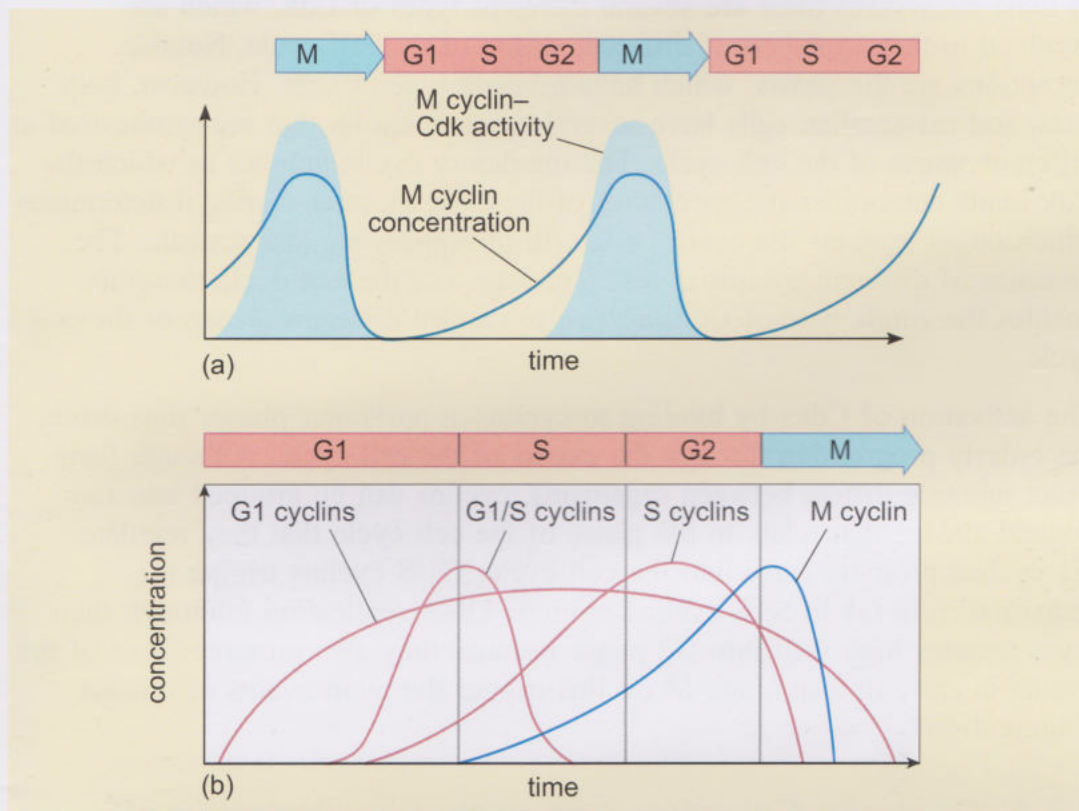 M G1 S G2 M G1 S G2
M cyclin–
Cdk activity
M cyclin
concentration
(a) time
G1 S G2 M
G1 cyclins G1/S cyclins S cyclins M cyclin
concentration
(b) time